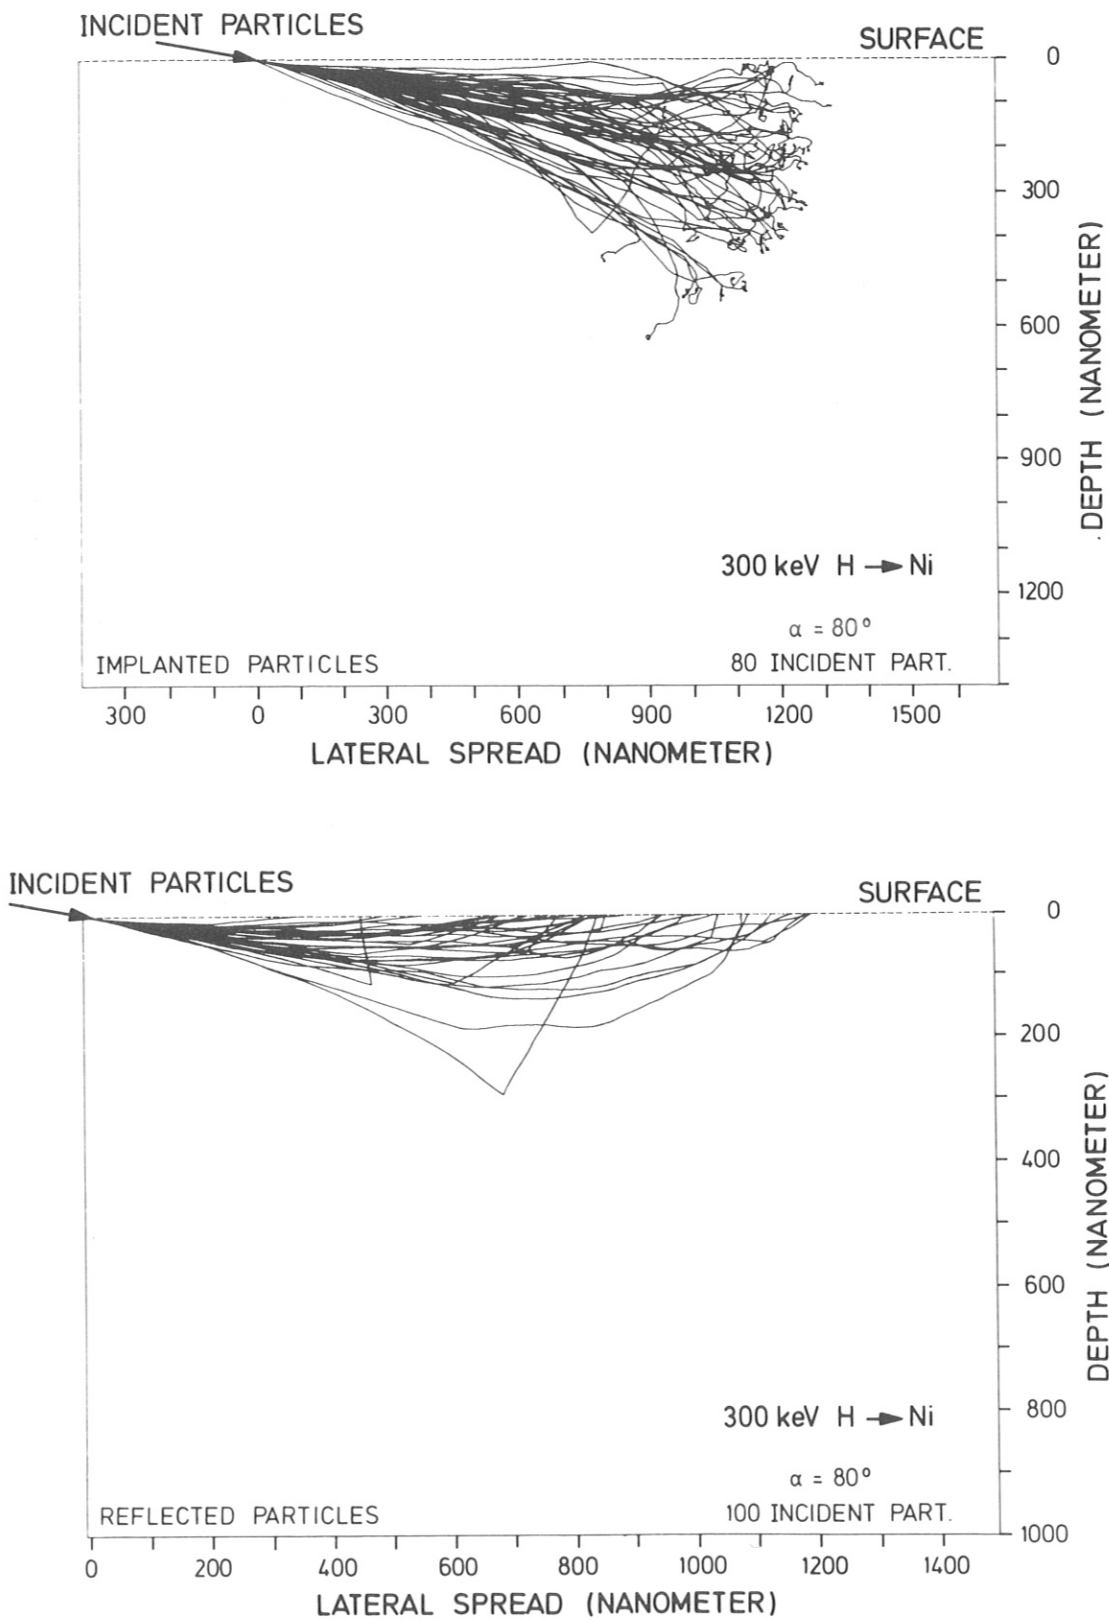 INCIDENT PARTICLES
SURFACE
0
300
600
900
1200
DEPTH (NANOMETER)
300 keV H → Ni
α = 80°
IMPLANTED PARTICLES
80 INCIDENT PART.
300 0 300 600 900 1200 1500
LATERAL SPREAD (NANOMETER)
INCIDENT PARTICLES
SURFACE
0
200
400
600
800
1000
DEPTH (NANOMETER)
300 keV H → Ni
α = 80°
REFLECTED PARTICLES
100 INCIDENT PART.
0 200 400 600 800 1000 1200 1400
LATERAL SPREAD (NANOMETER)